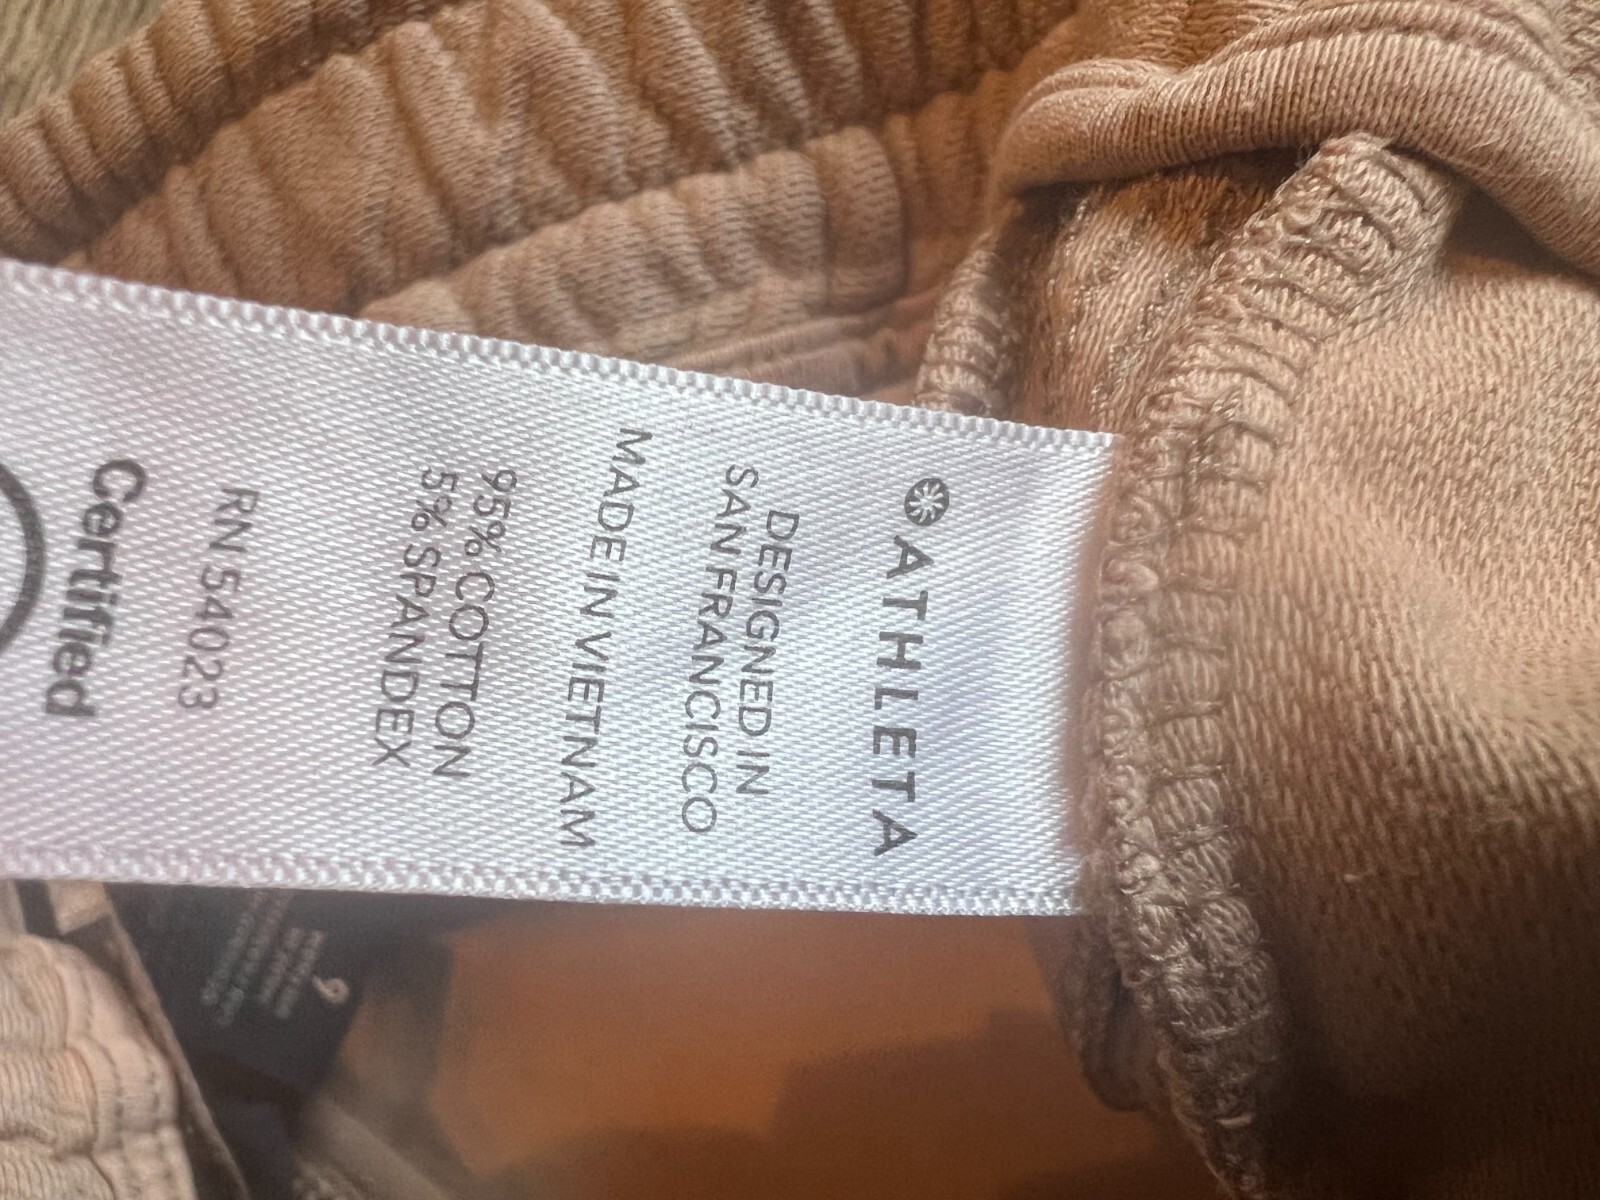 ATHLETA
DESIGNED IN
SAN FRANCISCO
MADE IN VIETNAM
95% COTTON
5% SPANDEX
RN 54023
Certified